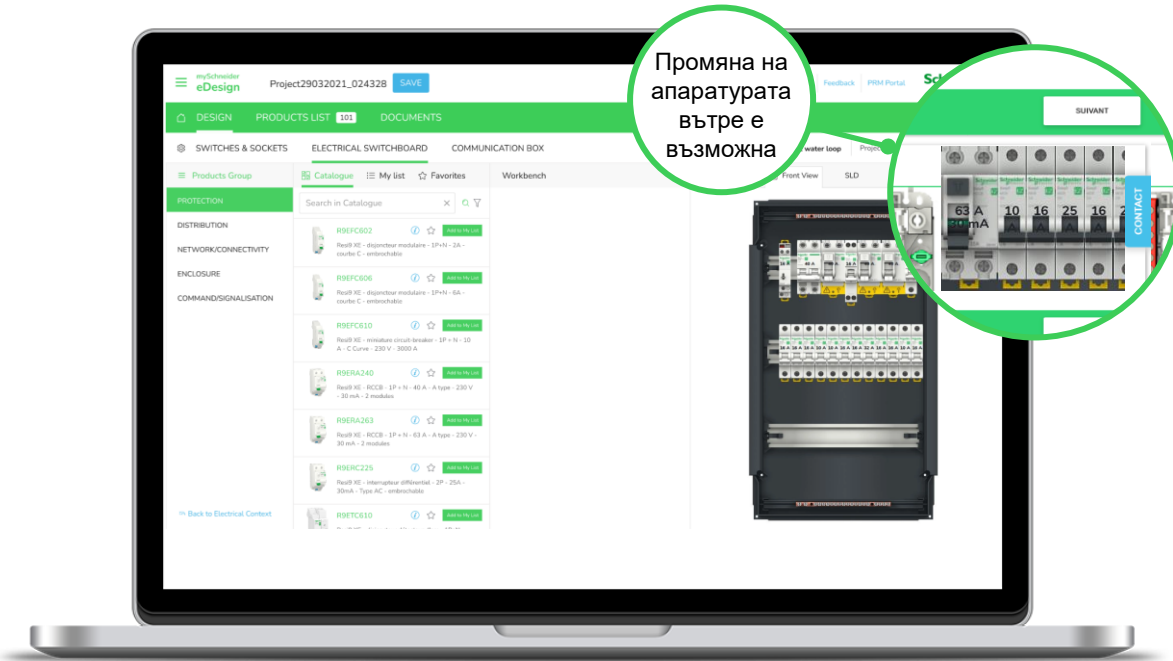 Промяна на
апаратурата
вътре е
възможна
mySchneider
eDesign
Project29032021_024328
SAVE
Feedback
PRM Portal
DESIGN
PRODUCTS LIST
101
DOCUMENTS
SWITCHES & SOCKETS
ELECTRICAL SWITCHBOARD
COMMUNICATION BOX
water loop
Products Group
Catalogue
My list
Favorites
Workbench
Front View
SLD
PROTECTION
DISTRIBUTION
NETWORK/CONNECTIVITY
ENCLOSURE
COMMAND/SIGNALISATION
Back to Electrical Context
Search in Catalogue
R9EFC602
Add to My List
Resi9 XE - disjoncteur modulaire - 1P+N - 2A -
courbe C - embrochable
R9EFC606
Add to My List
Resi9 XE - disjoncteur modulaire - 1P+N - 6A -
courbe C - embrochable
R9EFC610
Add to My List
Resi9 XE - miniature circuit-breaker - 1P + N - 10
A - C Curve - 230 V - 3000 A
R9ERA240
Add to My List
Resi9 XE - RCCB - 1P + N - 40 A - A type - 230 V
- 30 mA - 2 modules
R9ERA263
Add to My List
Resi9 XE - RCCB - 1P + N - 63 A - A type - 230 V -
30 mA - 2 modules
R9ERC225
Add to My List
Resi9 XE - interrupteur différentiel - 2P - 25A -
30mA - Type AC - embrochable
R9ETC610
Add to My List
SUIVANT
63 A
10
16
25
16
CONTACT